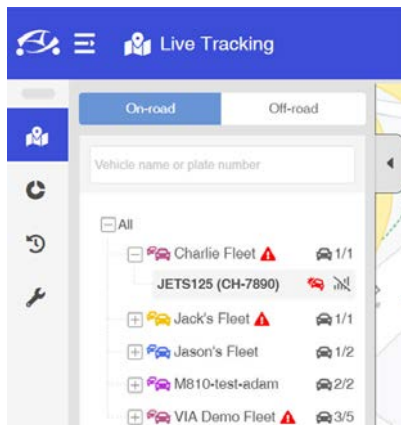 Live Tracking
On-road Off-road
Vehicle name or plate number
All
Charlie Fleet 1/1
JETS125 (CH-7890)
Jack's Fleet 1/1
Jason's Fleet 1/2
M810-test-adam 2/2
VIA Demo Fleet 3/5